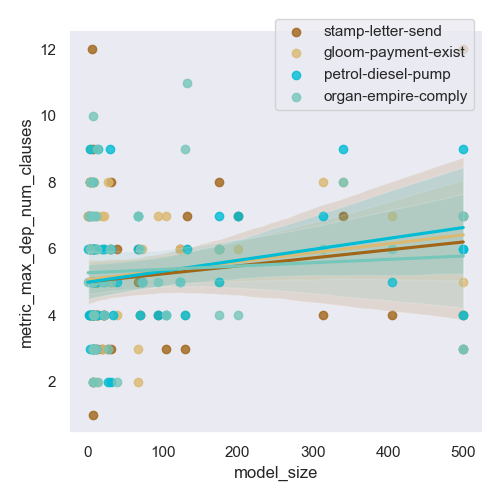 stamp-letter-send
gloom-payment-exist
petrol-diesel-pump
organ-empire-comply
12
10
8
6
4
2
metric_max_dep_num_clauses
0 100 200 300 400 500
model_size